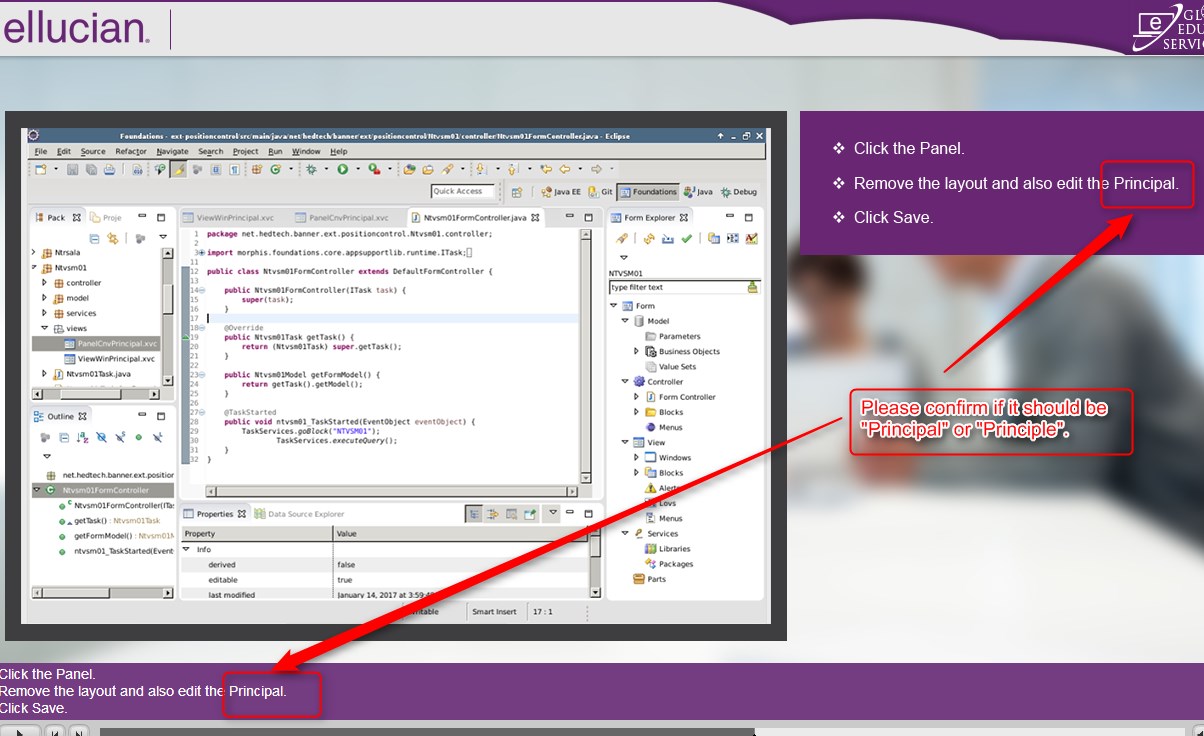 ellucian.
e
Foundations - ext-positioncontrol/src/main/java/net/hedtech/banner/ext/positioncontrol/Ntvsm01/controller/Ntvsm01FormController.java - Eclipse
File Edit Source Refactor Navigate Search Project Run Window Help
Quick Access
Java EE Git Foundations Java Debug
Pack Proje
ViewWinPrincipal.xvc PanelCnvPrincipal.xvc Ntvsm01FormController.java
Form Explorer
Ntrsala
Ntvsm01
controller
model
services
views
PanelCnvPrincipal.xvc
ViewWinPrincipal.xvc
Ntvsm01Task.java
Outline
net.hedtech.banner.ext.position
Ntvsm01FormController
Ntvsm01FormController(ITa
getTask() : Ntvsm01Task
getFormModel() : Ntvsm01M
ntvsm01_TaskStarted(Event
1 package net.hedtech.banner.ext.positioncontrol.Ntvsm01.controller;
2
3 import morphis.foundations.core.appsupportlib.runtime.ITask;
11
12 public class Ntvsm01FormController extends DefaultFormController {
13
14 public Ntvsm01FormController(ITask task) {
15 super(task);
16 }
17
18 @Override
19 public Ntvsm01Task getTask() {
20 return (Ntvsm01Task) super.getTask();
21 }
22
23 public Ntvsm01Model getFormModel() {
24 return getTask().getModel();
25 }
26
27 @TaskStarted
28 public void ntvsm01_TaskStarted(EventObject eventObject) {
29 TaskServices.goBlock("NTVSM01");
30 TaskServices.executeQuery();
31 }
32 }
NTVSM01
type filter text
Form
Model
Parameters
Business Objects
Value Sets
Controller
Form Controller
Blocks
Menus
View
Windows
Blocks
Alerts
Lovs
Menus
Services
Libraries
Packages
Parts
Properties Data Source Explorer
Property Value
Info
derived false
editable true
last modified January 14, 2017 at 3:59:48
Smart Insert 17 : 1
Click the Panel.
Remove the layout and also edit the Principal.
Click Save.
Please confirm if it should be
"Principal" or "Principle".
Click the Panel.
Remove the layout and also edit the Principal.
Click Save.